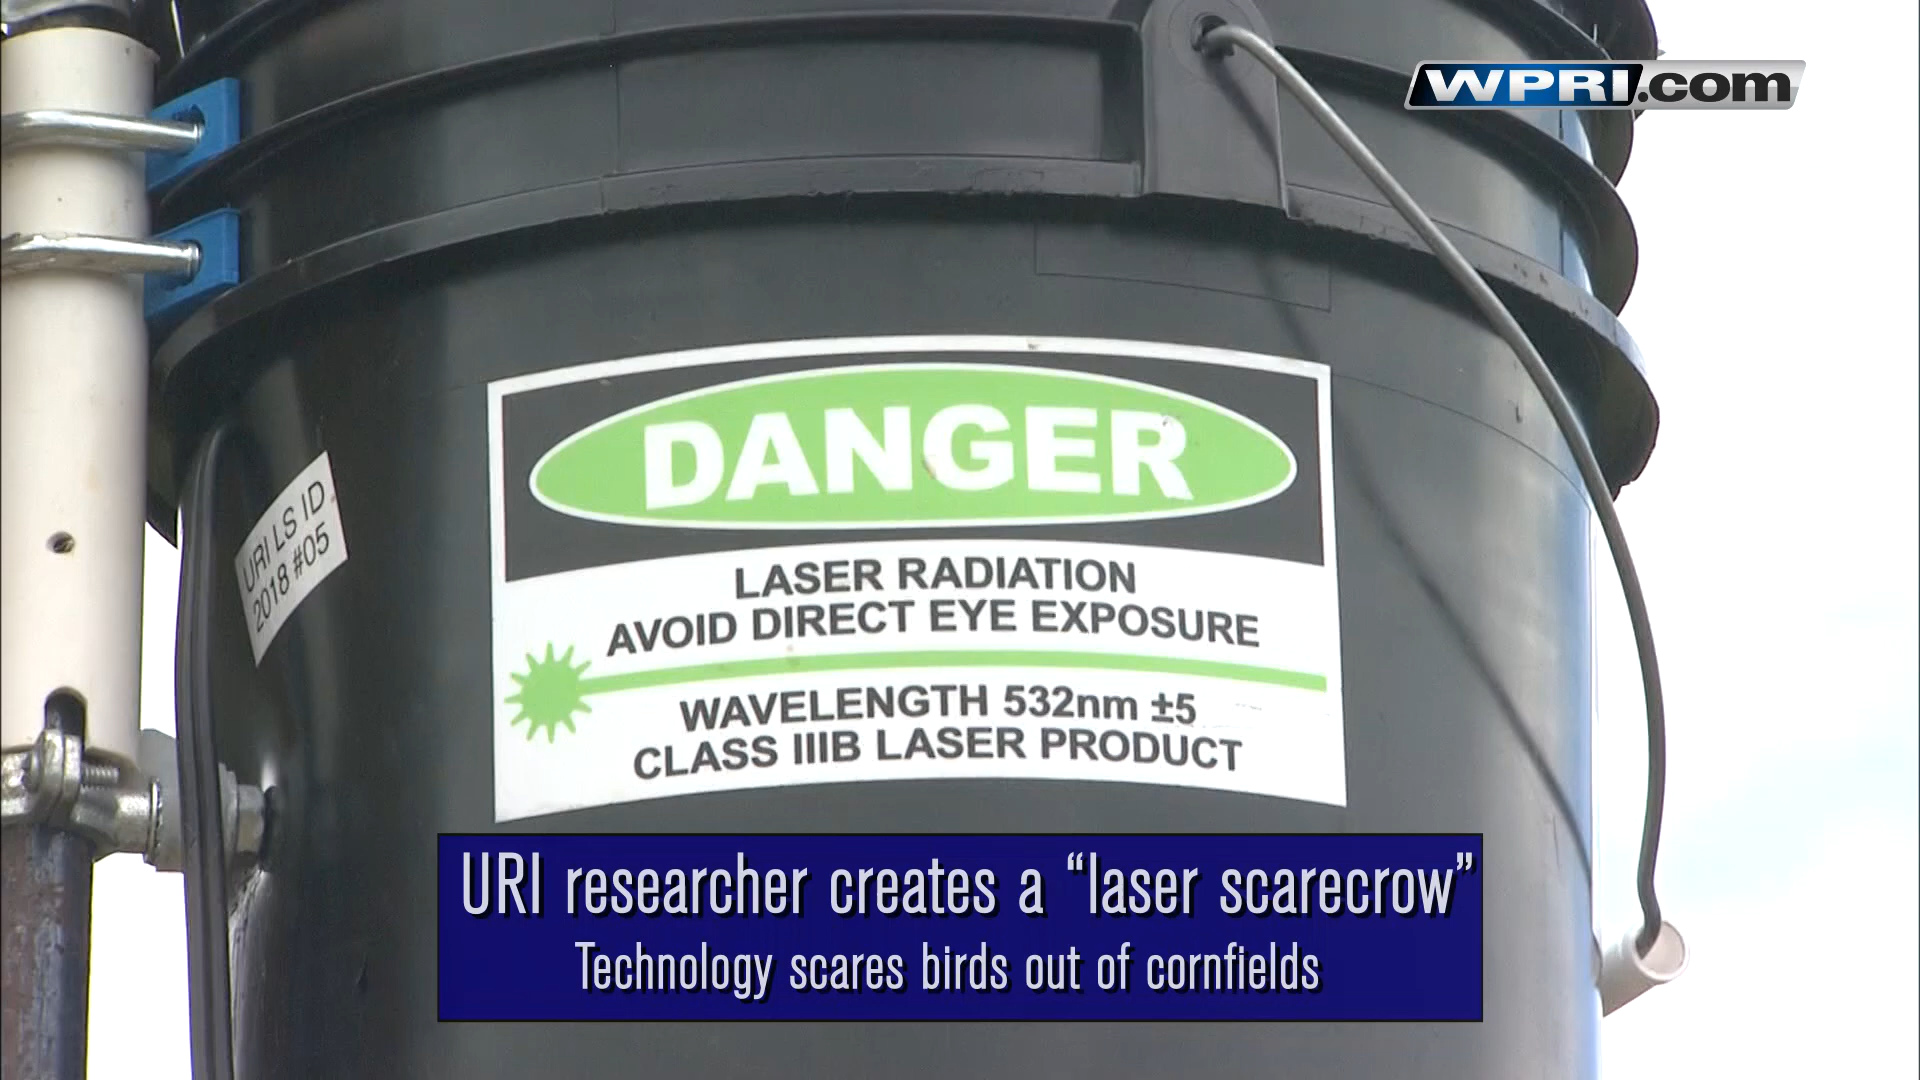 WPRI.com
DANGER
LASER RADIATION
AVOID DIRECT EYE EXPOSURE
WAVELENGTH 532nm ±5
CLASS IIIB LASER PRODUCT
URI LS ID
2018 #05
URI researcher creates a “laser scarecrow”
Technology scares birds out of cornfields